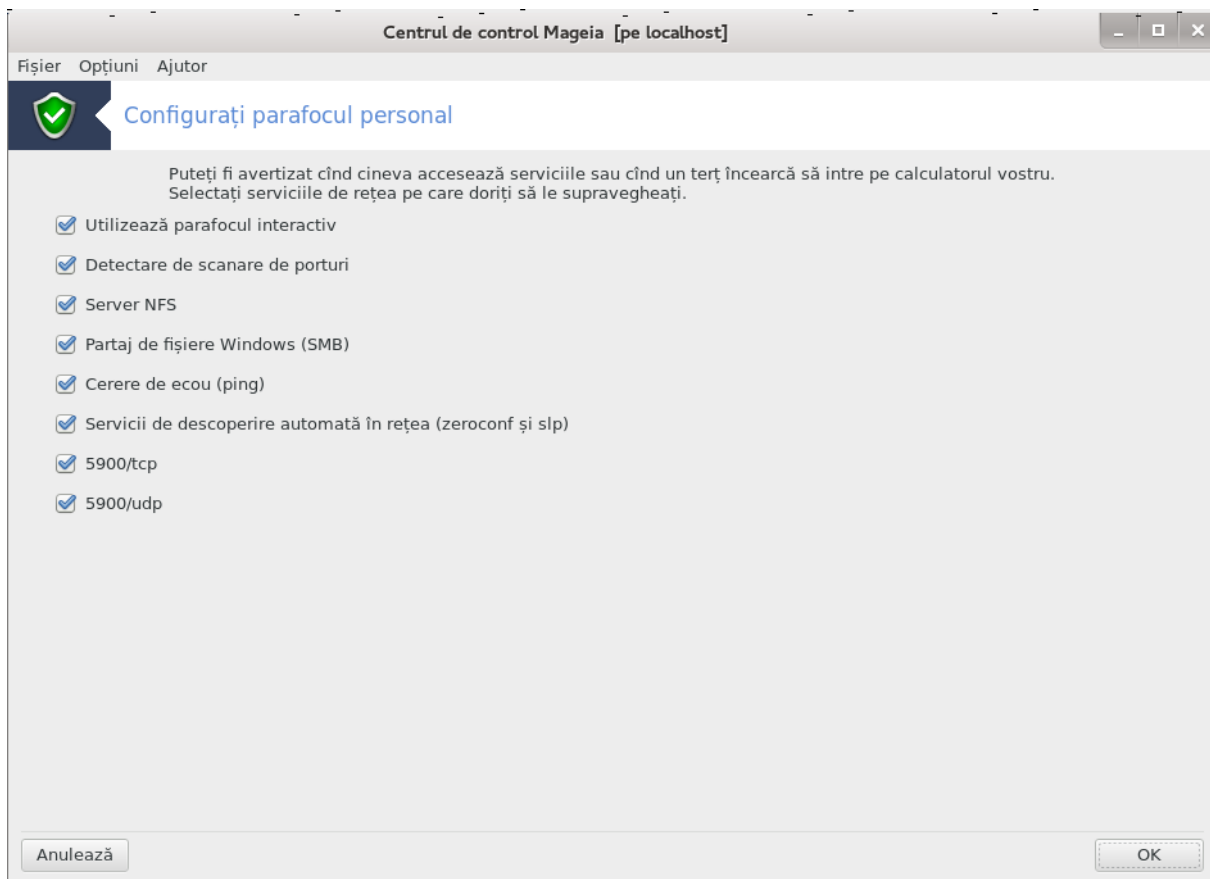 Centrul de control Mageia [pe localhost]
Fișier Opțiuni Ajutor
Configurați parafocul personal
Puteți fi avertizat cînd cineva accesează serviciile sau cînd un terț încearcă să intre pe calculatorul vostru.
Selectați serviciile de rețea pe care doriți să le supravegheați.
Utilizează parafocul interactiv
Detectare de scanare de porturi
Server NFS
Partaj de fișiere Windows (SMB)
Cerere de ecou (ping)
Servicii de descoperire automată în rețea (zeroconf și slp)
5900/tcp
5900/udp
Anulează OK